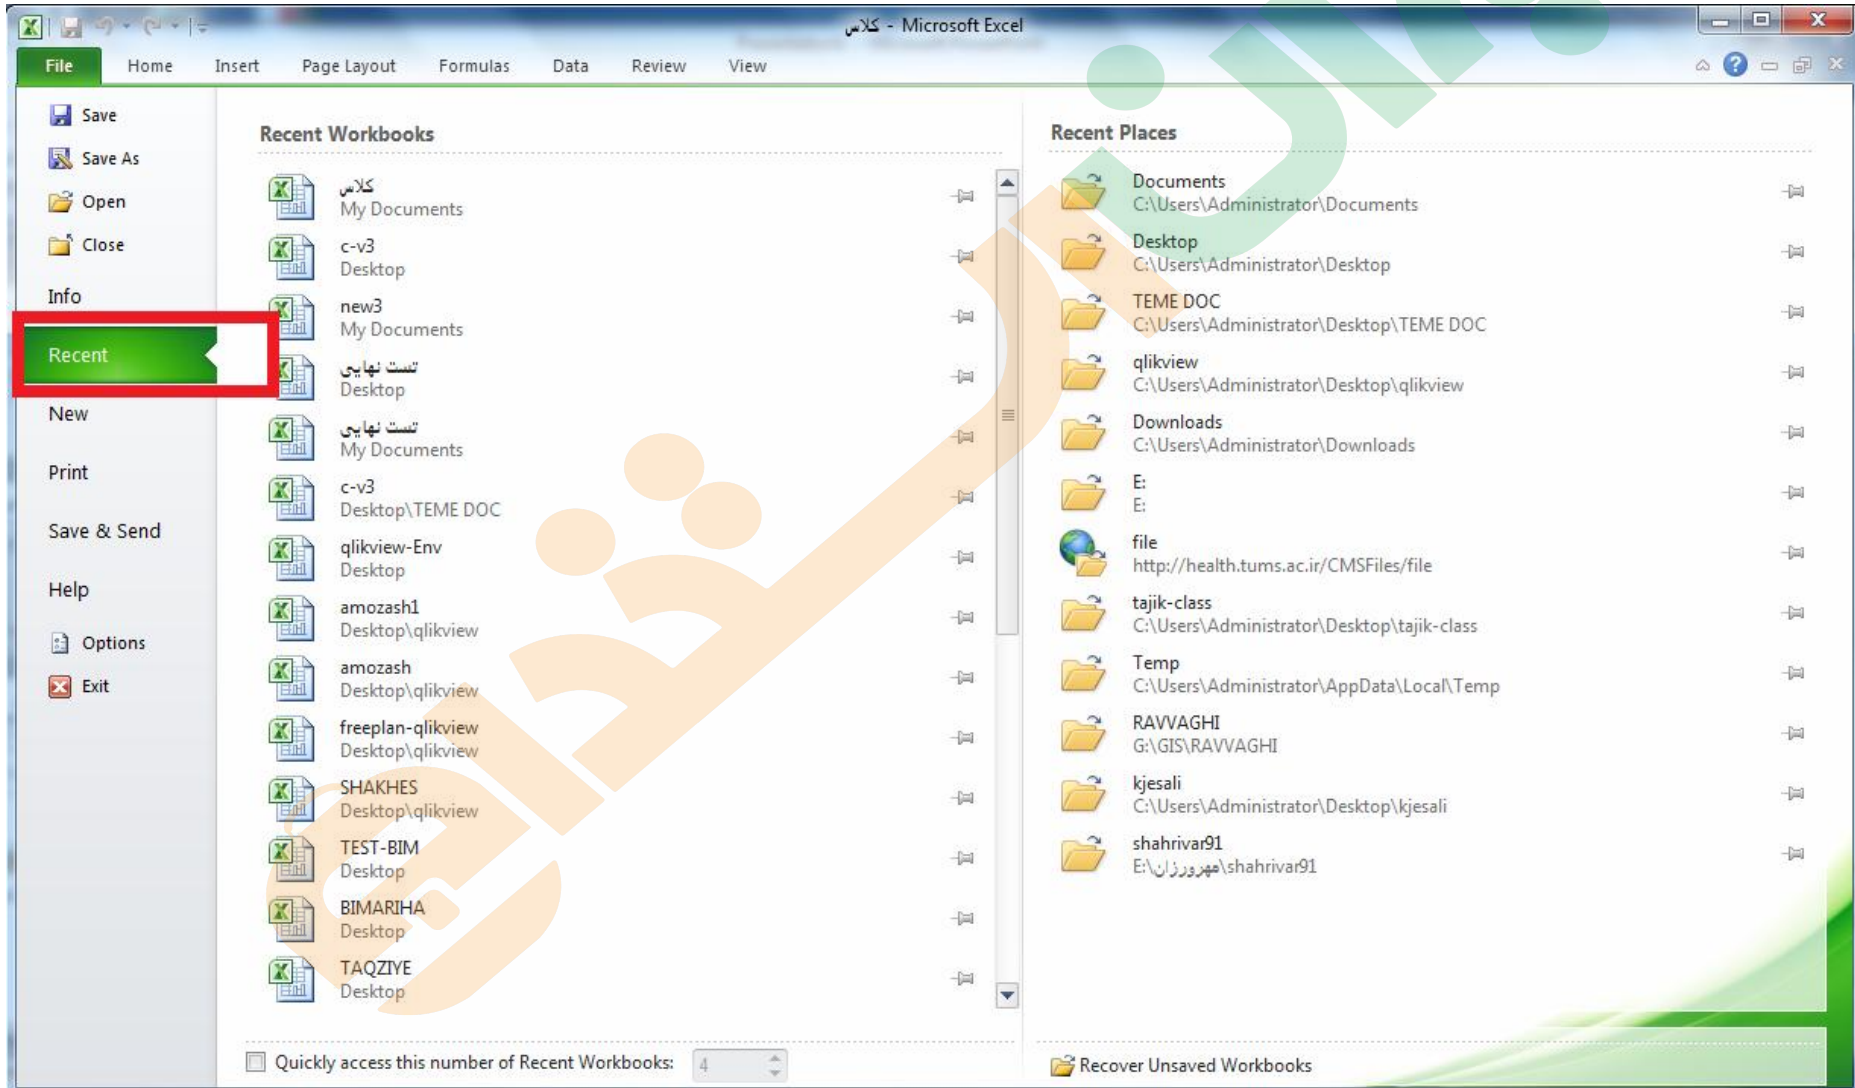 کلاس - Microsoft Excel
File Home Insert Page Layout Formulas Data Review View
Save
Save As
Open
Close
Info
Recent
New
Print
Save & Send
Help
Options
Exit
Recent Workbooks
کلاس
My Documents
c-v3
Desktop
new3
My Documents
تست نهایی
Desktop
تست نهایی
My Documents
c-v3
Desktop\TEME DOC
qlikview-Env
Desktop
amozash1
Desktop\qlikview
amozash
Desktop\qlikview
freeplan-qlikview
Desktop\qlikview
SHAKHES
Desktop\qlikview
TEST-BIM
Desktop
BIMARIHA
Desktop
TAQZIYE
Desktop
Quickly access this number of Recent Workbooks: 4
Recent Places
Documents
C:\Users\Administrator\Documents
Desktop
C:\Users\Administrator\Desktop
TEME DOC
C:\Users\Administrator\Desktop\TEME DOC
qlikview
C:\Users\Administrator\Desktop\qlikview
Downloads
C:\Users\Administrator\Downloads
E:
E:
file
http://health.tums.ac.ir/CMSFiles/file
tajik-class
C:\Users\Administrator\Desktop\tajik-class
Temp
C:\Users\Administrator\AppData\Local\Temp
RAVVAGHI
G:\GIS\RAVVAGHI
kjesali
C:\Users\Administrator\Desktop\kjesali
shahrivar91
E:\مهرورزان\shahrivar91
Recover Unsaved Workbooks